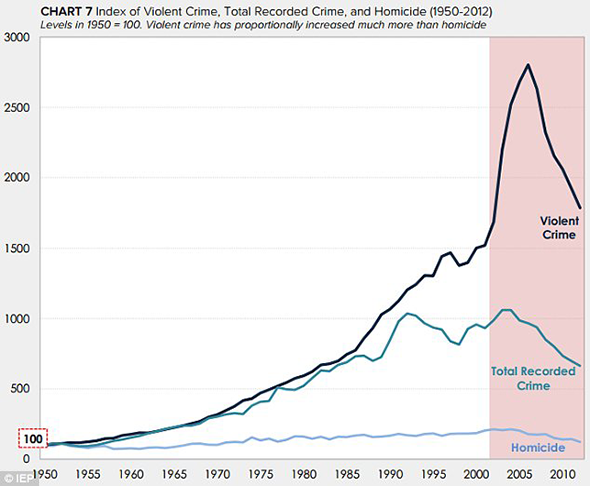 CHART 7 Index of Violent Crime, Total Recorded Crime, and Homicide (1950-2012)
Levels in 1950 = 100. Violent crime has proportionally increased much more than homicide
3000
2500
2000
1500
1000
500
100
0
Violent
Crime
Total Recorded
Crime
Homicide
1950 1955 1960 1965 1970 1975 1980 1985 1990 1995 2000 2005 2010
© IEP